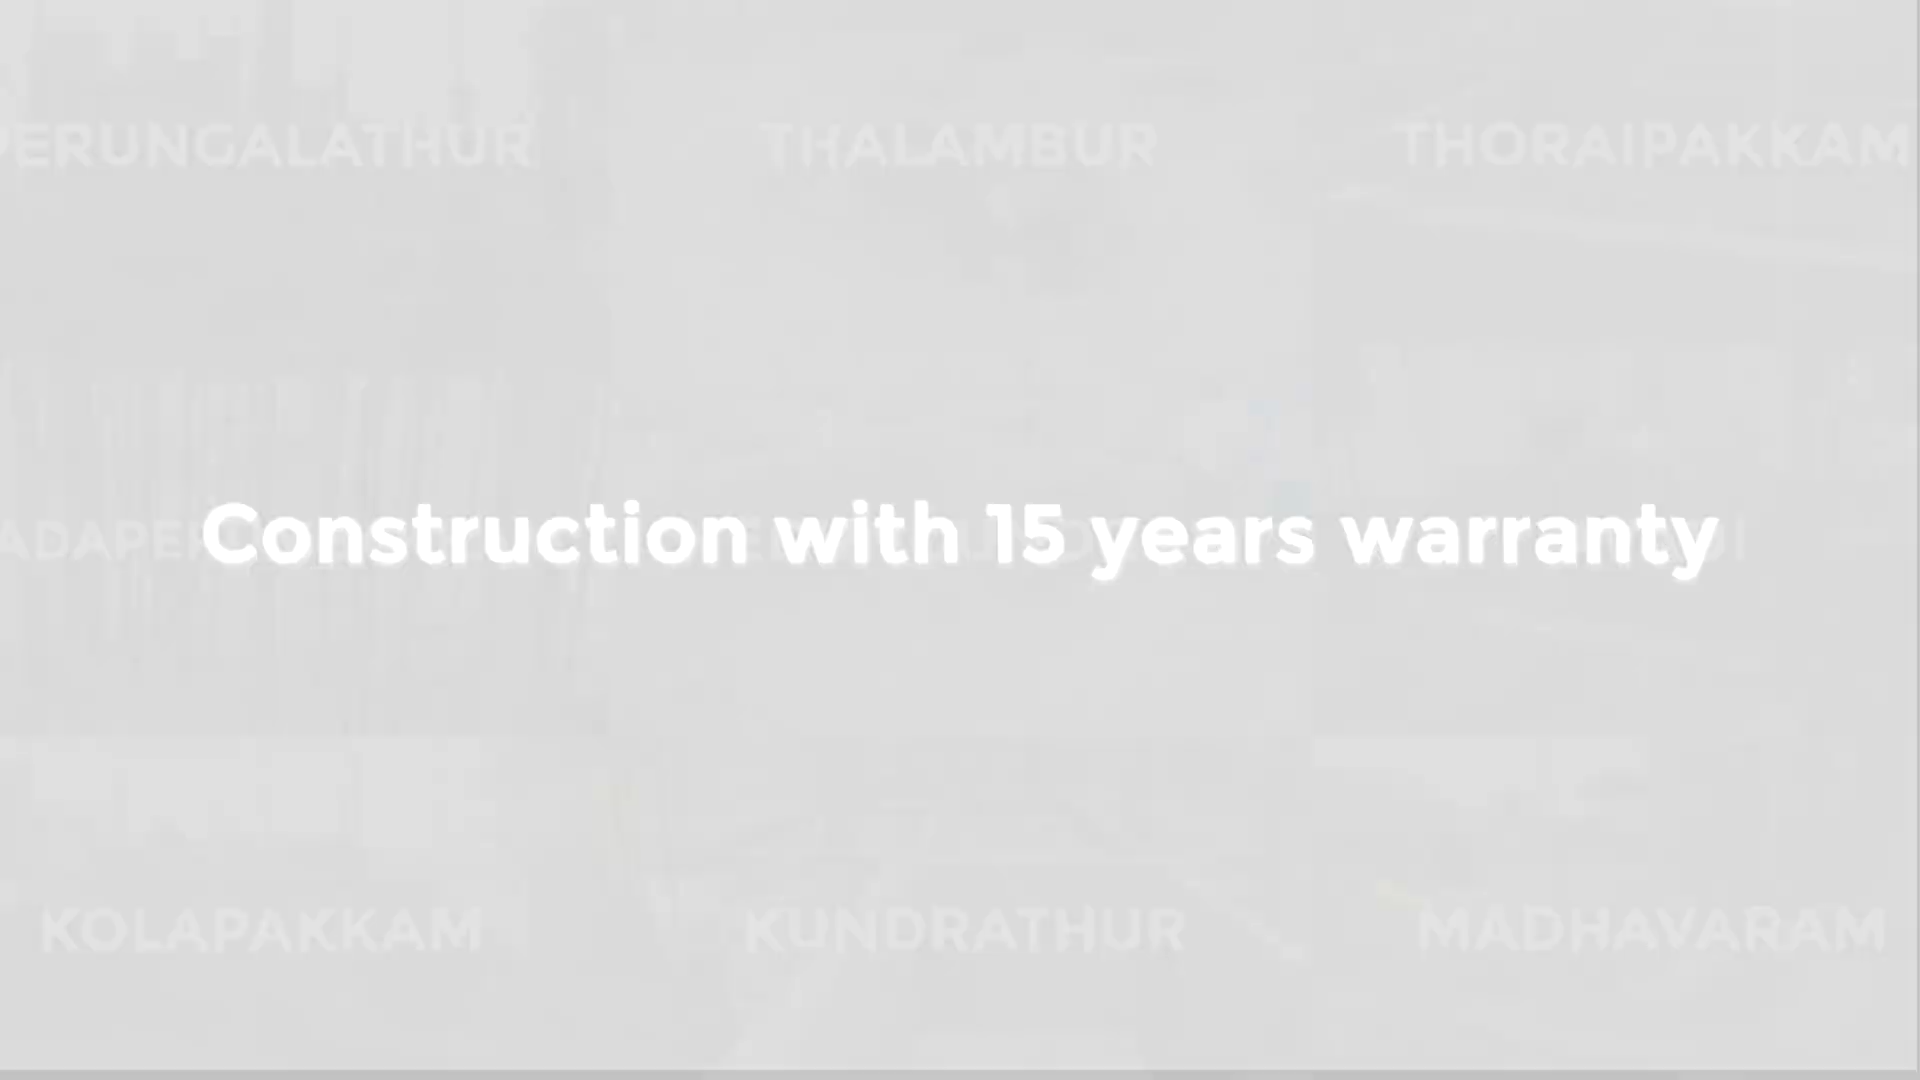 PERUNGALATHUR THALAMBUR THORAIPAKKAM
Construction with 15 years warranty
KOLAPAKKAM KUNDRATHUR MADHAVARAM